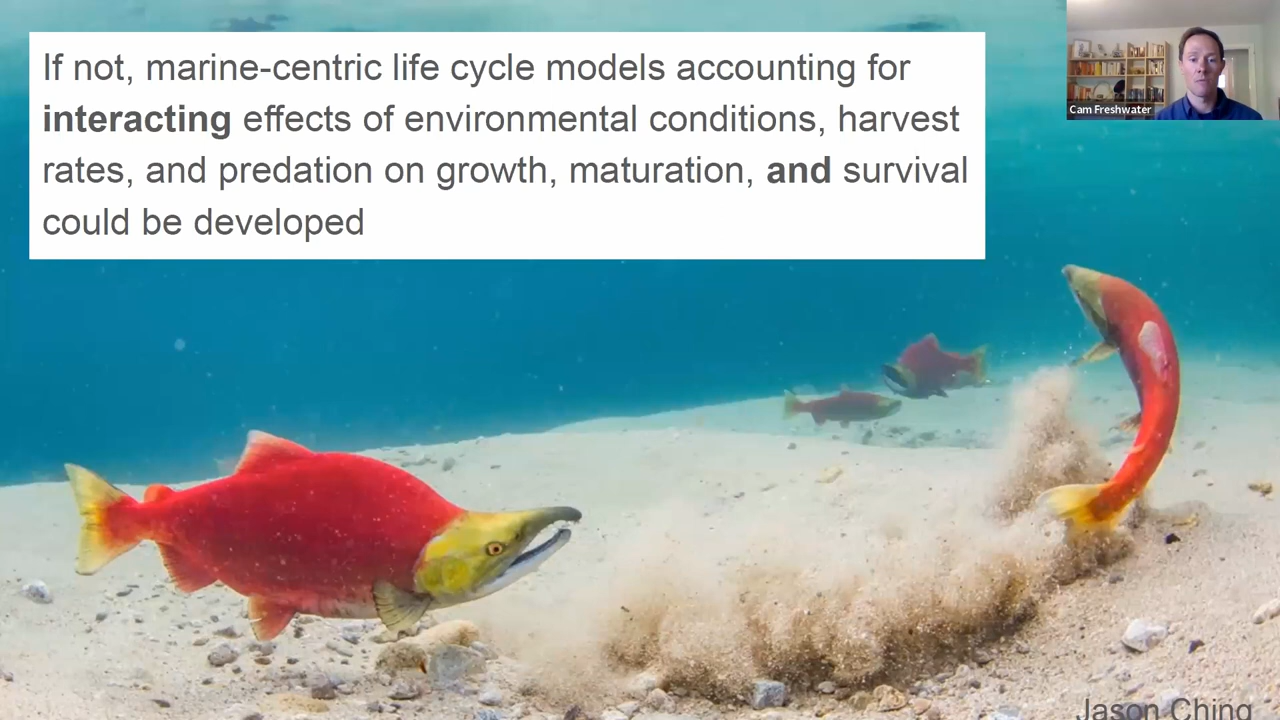 If not, marine-centric life cycle models accounting for
interacting effects of environmental conditions, harvest
rates, and predation on growth, maturation, and survival
could be developed
Cam Freshwater
Jason Ching